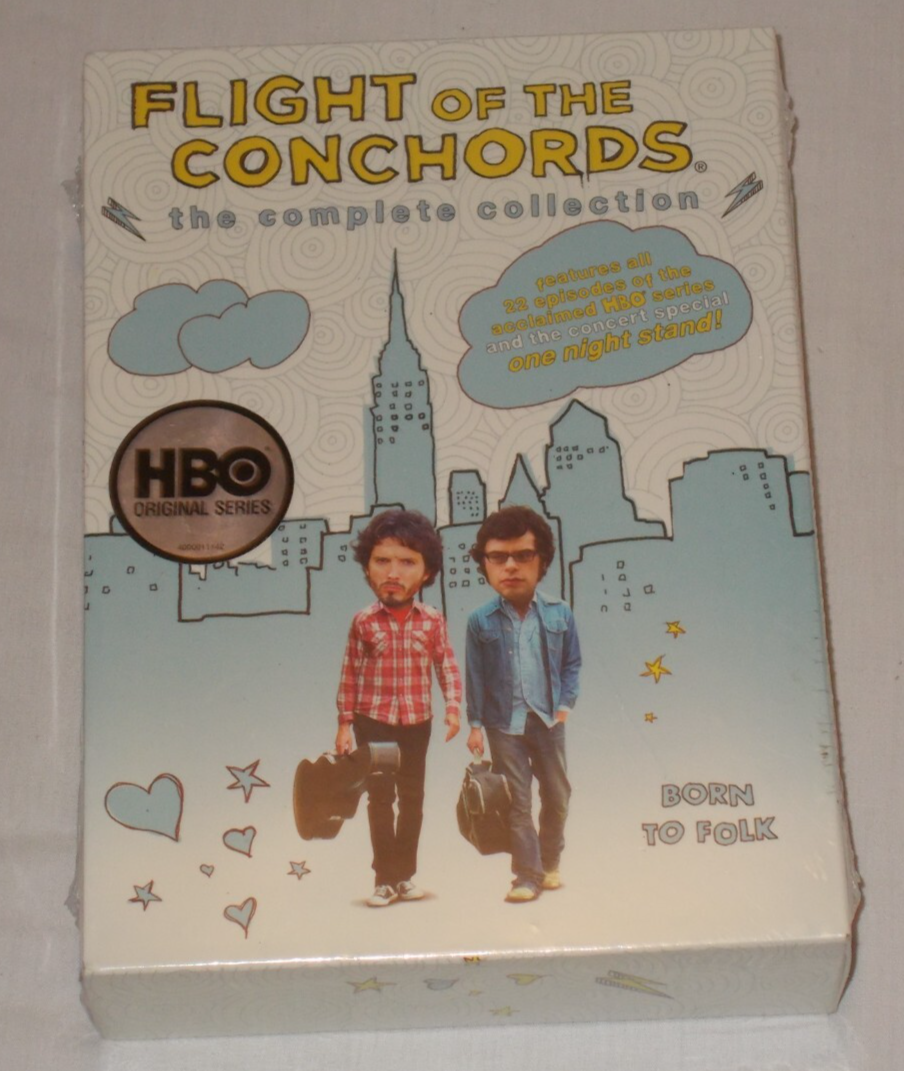 FLIGHT OF THE
CONCHORDS®
the complete collection
features all
22 episodes of the
acclaimed HBO® series
and the concert special
one night stand!
HBO®
ORIGINAL SERIES
BORN
TO FOLK